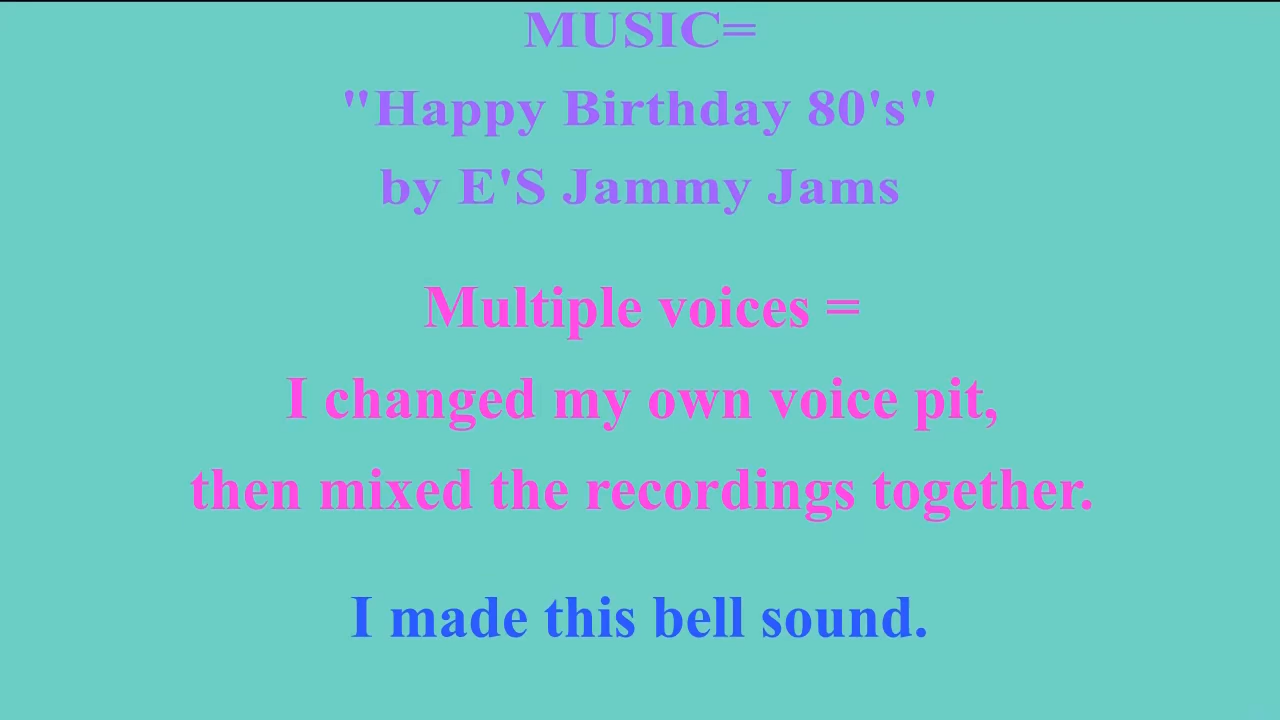 MUSIC=
"Happy Birthday 80's"
by E'S Jammy Jams
Multiple voices =
I changed my own voice pit,
then mixed the recordings together.
I made this bell sound.